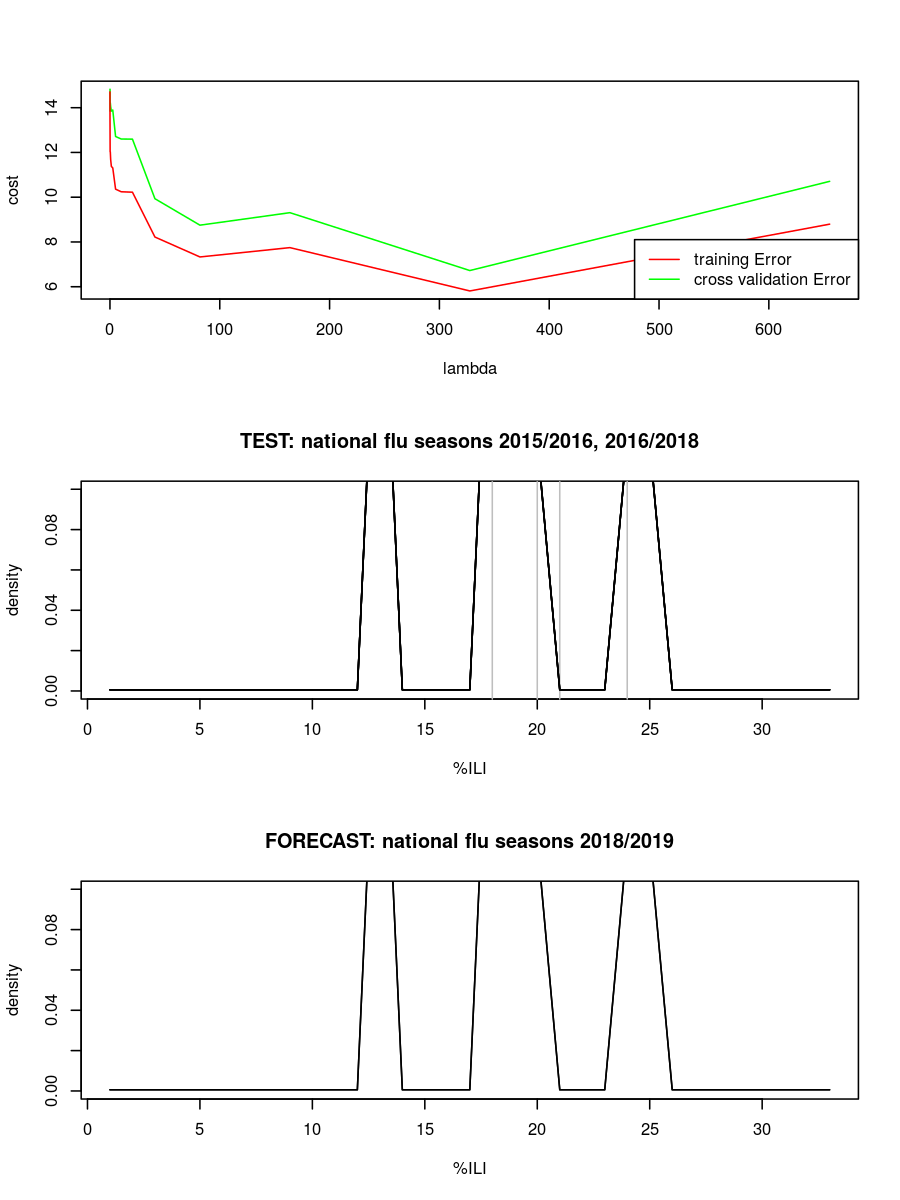 14
12
10
8
6
cost
training Error
cross validation Error
0 100 200 300 400 500 600
lambda
TEST: national flu seasons 2015/2016, 2016/2018
0.08
0.04
0.00
density
0 5 10 15 20 25 30
%ILI
FORECAST: national flu seasons 2018/2019
0.08
0.04
0.00
density
0 5 10 15 20 25 30
%ILI